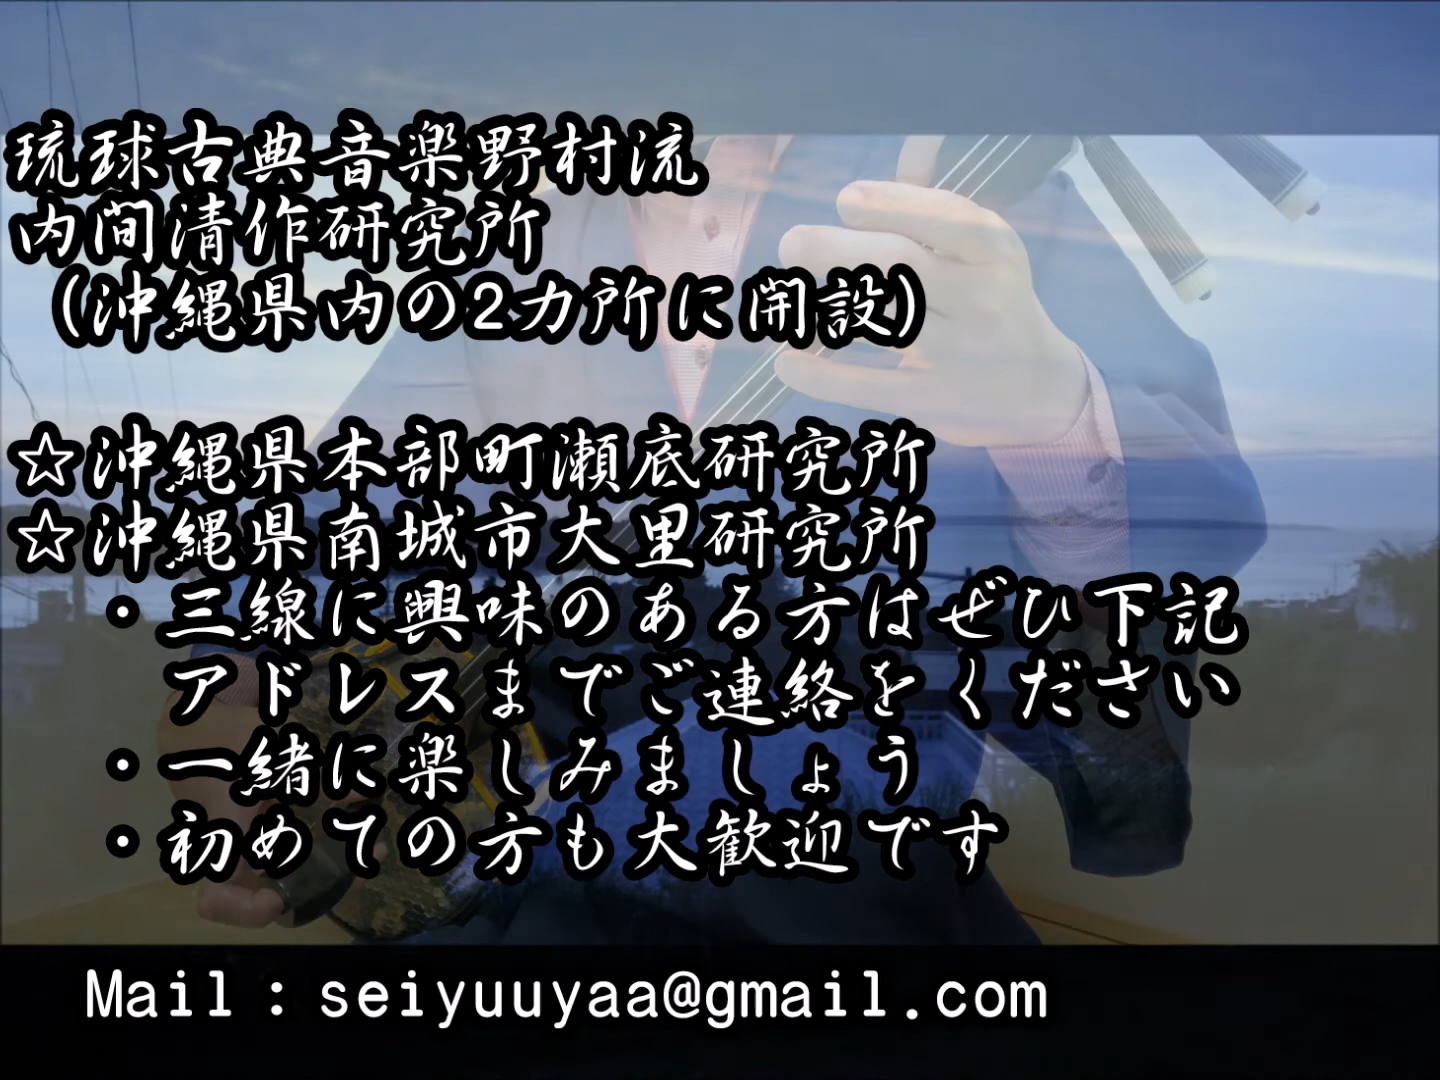 琉球古典音楽野村流
内間清作研究所
（沖縄県内の2カ所に開設）
☆沖縄県本部町瀬底研究所
☆沖縄県南城市大里研究所
・三線に興味のある方はぜひ下記
アドレスまでご連絡をください
・一緒に楽しみましょう
・初めての方も大歓迎です
Mail：seiyuuyaa@gmail.com